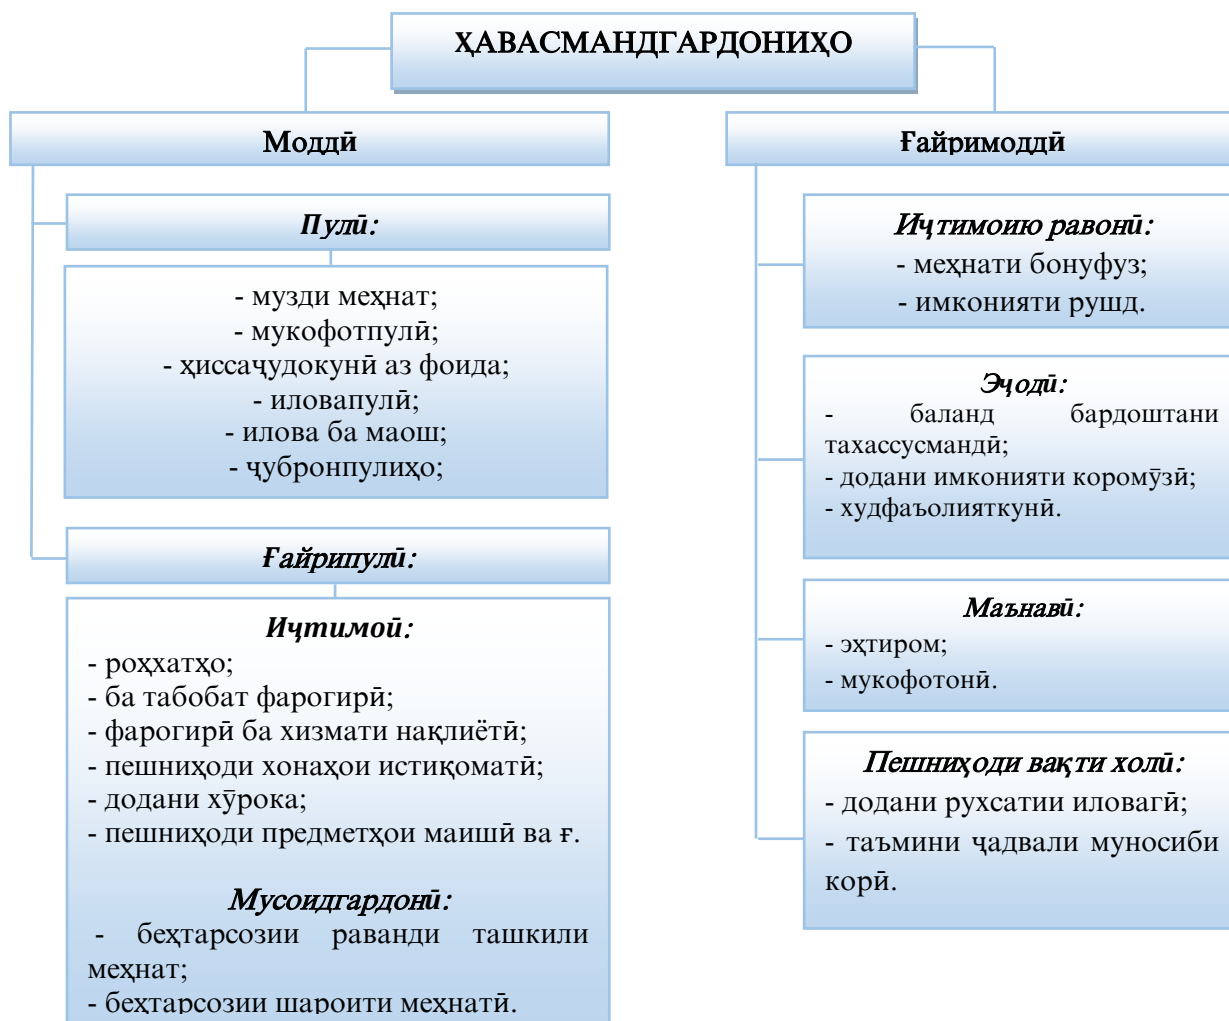 ҲАВАСМАНДГАРДОНИҲО
Моддӣ
Пулӣ:
- музди меҳнат;
- мукофотпулӣ;
- ҳиссаҷудокунӣ аз фоида;
- иловапулӣ;
- илова ба маош;
- ҷубронпулиҳо;
Ғайрипулӣ:
Иҷтимоӣ:
- роҳхатҳо;
- ба табобат фарогирӣ;
- фарогирӣ ба хизмати нақлиётӣ;
- пешниҳоди хонаҳои истиқоматӣ;
- додани хӯрока;
- пешниҳоди предметҳои маишӣ ва ғ.
Мусоидгардонӣ:
- беҳтарсозии раванди ташкили
меҳнат;
- беҳтарсозии шароити меҳнатӣ.
Ғайримоддӣ
Иҷтимоию равонӣ:
- меҳнати бонуфуз;
- имконияти рушд.
Эҷодӣ:
- баланд бардоштани
тахассусмандӣ;
- додани имконияти коромӯзӣ;
- худфаъолияткунӣ.
Маънавӣ:
- эҳтиром;
- мукофотонӣ.
Пешниҳоди вақти холӣ:
- додани рухсатии иловагӣ;
- таъмини ҷадвали муносиби
корӣ.